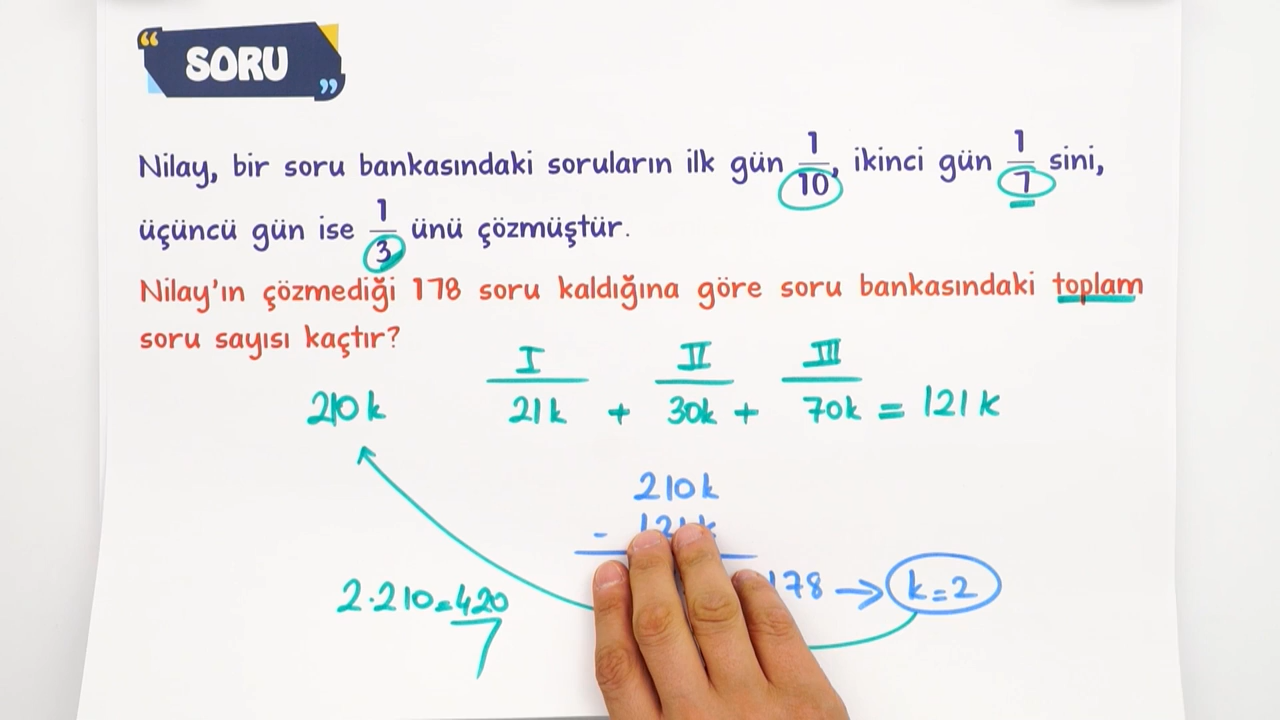 “ SORU ”
Nilay, bir soru bankasındaki soruların ilk gün 1/10, ikinci gün 1/7 sini,
üçüncü gün ise 1/3 ünü çözmüştür.
Nilay'ın çözmediği 178 soru kaldığına göre soru bankasındaki toplam
soru sayısı kaçtır?
I II III
210k 21k + 30k + 70k = 121k
210k
- 121k
178 → k=2
2.210=420